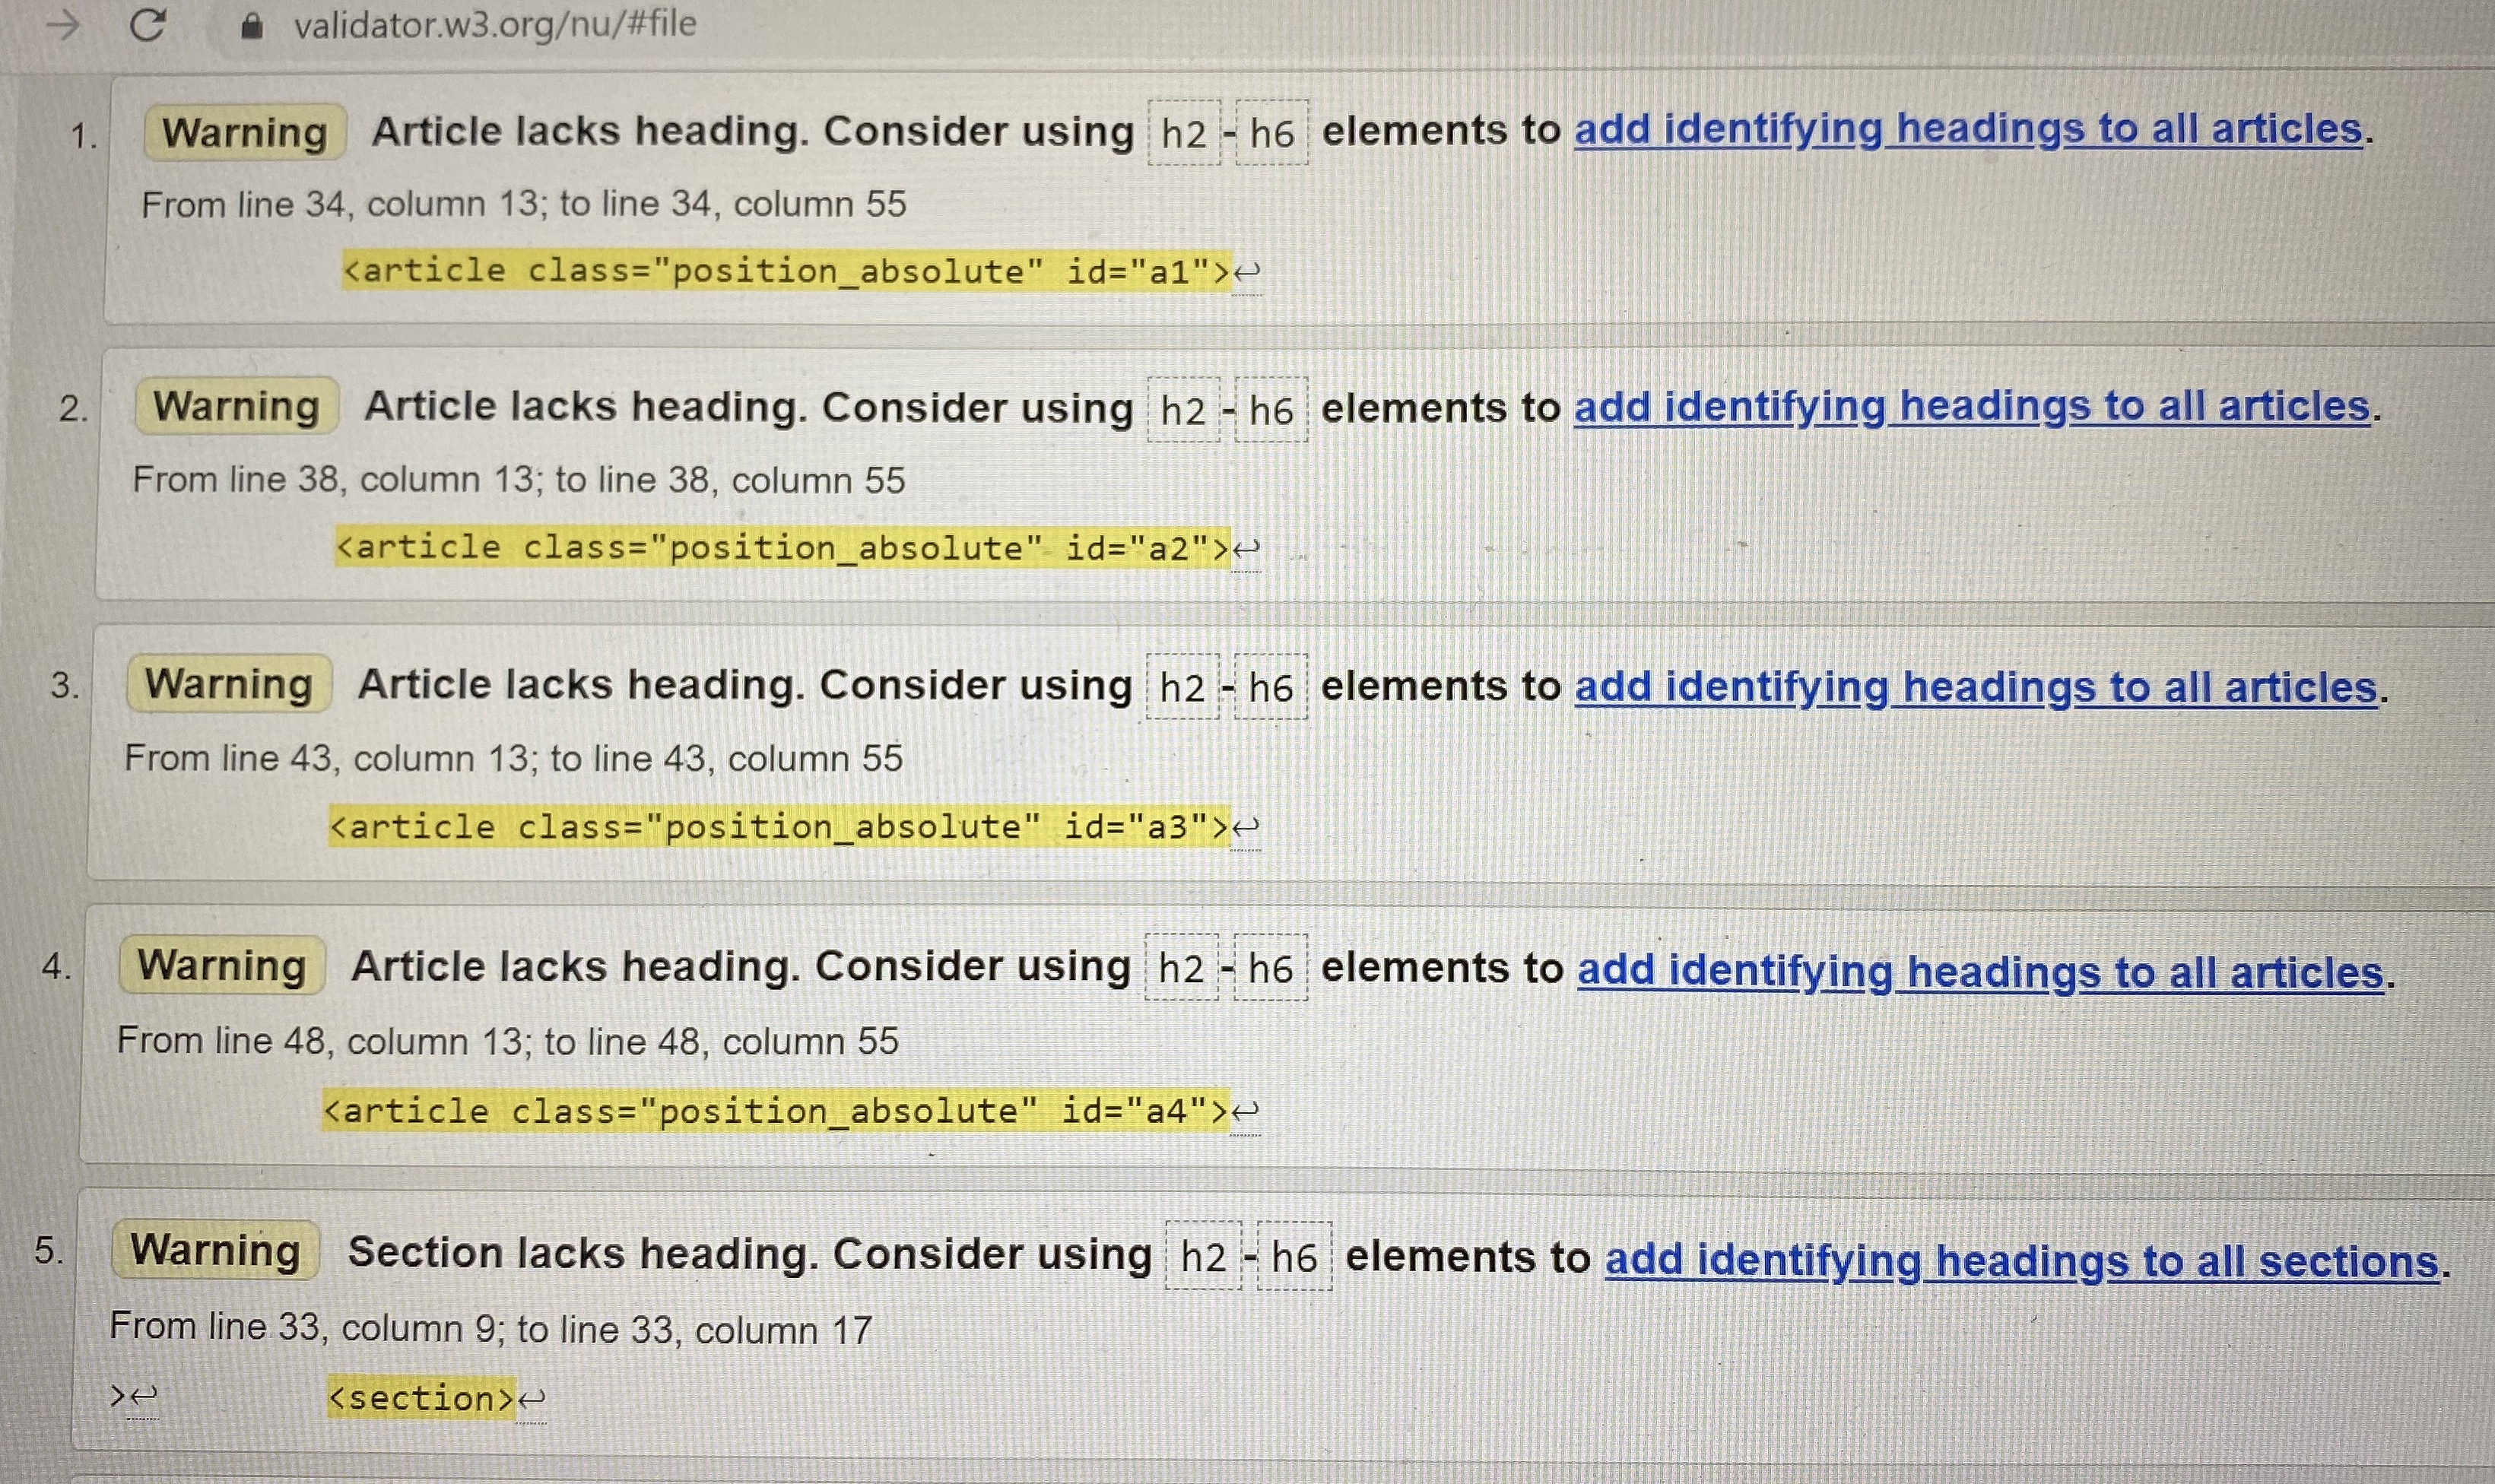 validator.w3.org/nu/#file
1. Warning Article lacks heading. Consider using h2 - h6 elements to add identifying headings to all articles.
From line 34, column 13; to line 34, column 55
<article class="position_absolute" id="a1">↩
2. Warning Article lacks heading. Consider using h2 - h6 elements to add identifying headings to all articles.
From line 38, column 13; to line 38, column 55
<article class="position_absolute" id="a2">↩
3. Warning Article lacks heading. Consider using h2 - h6 elements to add identifying headings to all articles.
From line 43, column 13; to line 43, column 55
<article class="position_absolute" id="a3">↩
4. Warning Article lacks heading. Consider using h2 - h6 elements to add identifying headings to all articles.
From line 48, column 13; to line 48, column 55
<article class="position_absolute" id="a4">↩
5. Warning Section lacks heading. Consider using h2 - h6 elements to add identifying headings to all sections.
From line 33, column 9; to line 33, column 17
>↩ <section>↩